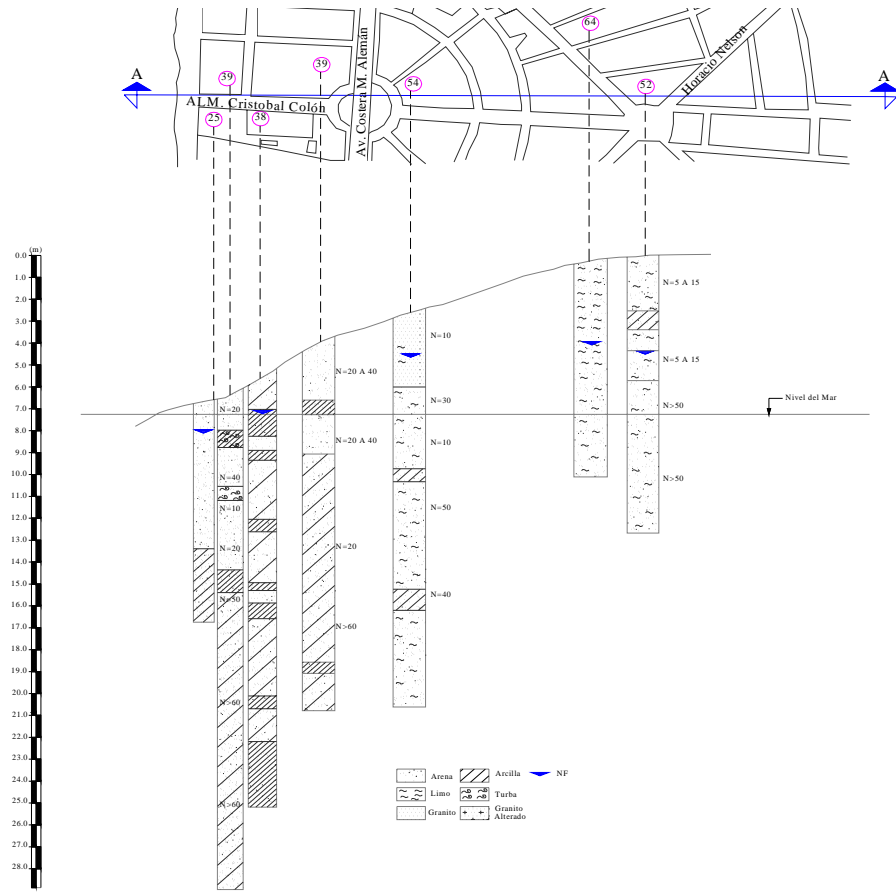 64
Horacio Nelson
A
39
39
A
54
52
ALM. Cristobal Colón
Av. Costera M. Alemán
25
38
(m)
0.0
1.0
2.0
3.0
4.0
5.0
6.0
7.0
8.0
9.0
10.0
11.0
12.0
13.0
14.0
15.0
16.0
17.0
18.0
19.0
20.0
21.0
22.0
23.0
24.0
25.0
26.0
27.0
28.0
N=20
N=40
N=10
N=20
N=50
N>60
N>60
N=20 A 40
N=20 A 40
N=20
N>60
N=10
N=30
N=10
N=50
N=40
N=5 A 15
N=5 A 15
N>50
N>50
Nivel del Mar
Arena
Arcilla
NF
Limo
Turba
Granito
Granito
Alterado